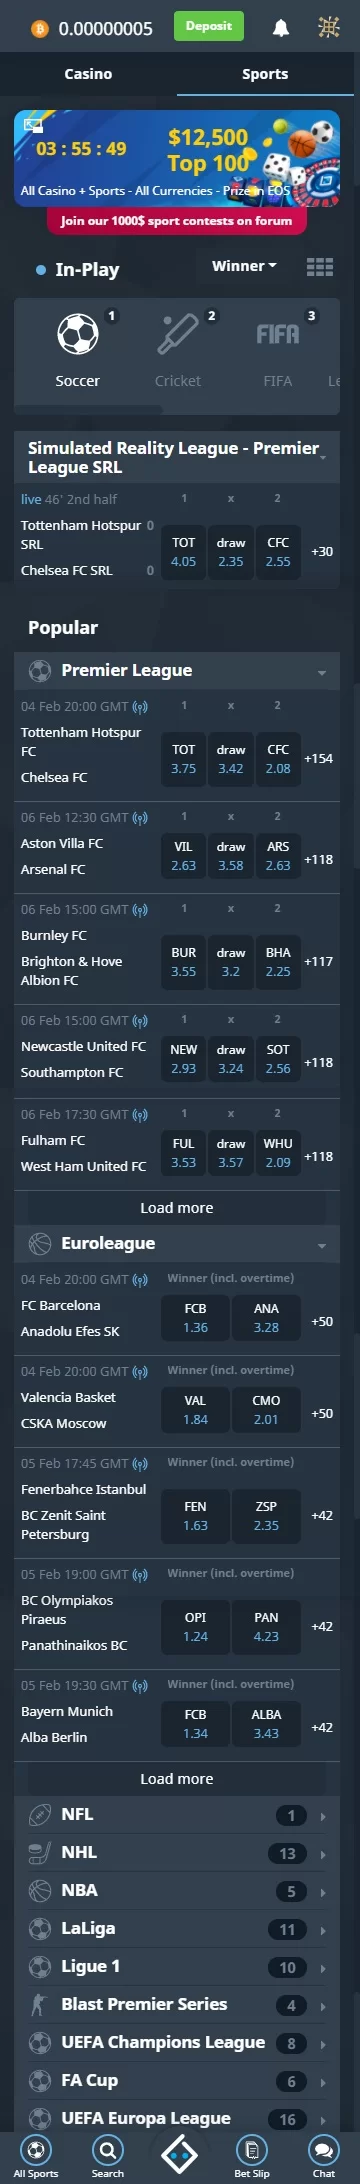 0.00000005 Deposit
Casino Sports
03 : 55 : 49
$12,500
Top 100
All Casino + Sports - All Currencies - Prize in EOS
Join our 1000$ sport contests on forum
In-Play Winner
1 2 3
Soccer Cricket FIFA Le
Simulated Reality League - Premier
League SRL
live 46' 2nd half 1 x 2
Tottenham Hotspur 0
SRL
Chelsea FC SRL 0
TOT draw CFC
4.05 2.35 2.55
+30
Popular
Premier League
04 Feb 20:00 GMT 1 x 2
Tottenham Hotspur
FC
Chelsea FC
TOT draw CFC
3.75 3.42 2.08
+154
06 Feb 12:30 GMT 1 x 2
Aston Villa FC
Arsenal FC
VIL draw ARS
2.63 3.58 2.63
+118
06 Feb 15:00 GMT 1 x 2
Burnley FC
Brighton & Hove
Albion FC
BUR draw BHA
3.55 3.2 2.25
+117
06 Feb 15:00 GMT 1 x 2
Newcastle United FC
Southampton FC
NEW draw SOT
2.93 3.24 2.56
+118
06 Feb 17:30 GMT 1 x 2
Fulham FC
West Ham United FC
FUL draw WHU
3.53 3.57 2.09
+118
Load more
Euroleague
04 Feb 20:00 GMT Winner (incl. overtime)
FC Barcelona
Anadolu Efes SK
FCB ANA
1.36 3.28
+50
04 Feb 20:00 GMT Winner (incl. overtime)
Valencia Basket
CSKA Moscow
VAL CMO
1.84 2.01
+50
05 Feb 17:45 GMT Winner (incl. overtime)
Fenerbahce Istanbul
BC Zenit Saint
Petersburg
FEN ZSP
1.63 2.35
+42
05 Feb 19:00 GMT Winner (incl. overtime)
BC Olympiakos
Piraeus
Panathinaikos BC
OPI PAN
1.24 4.23
+42
05 Feb 19:30 GMT Winner (incl. overtime)
Bayern Munich
Alba Berlin
FCB ALBA
1.34 3.43
+42
Load more
NFL 1
NHL 13
NBA 5
LaLiga 11
Ligue 1 10
Blast Premier Series 4
UEFA Champions League 8
FA Cup 6
UEFA Europa League 16
All Sports Search Bet Slip Chat